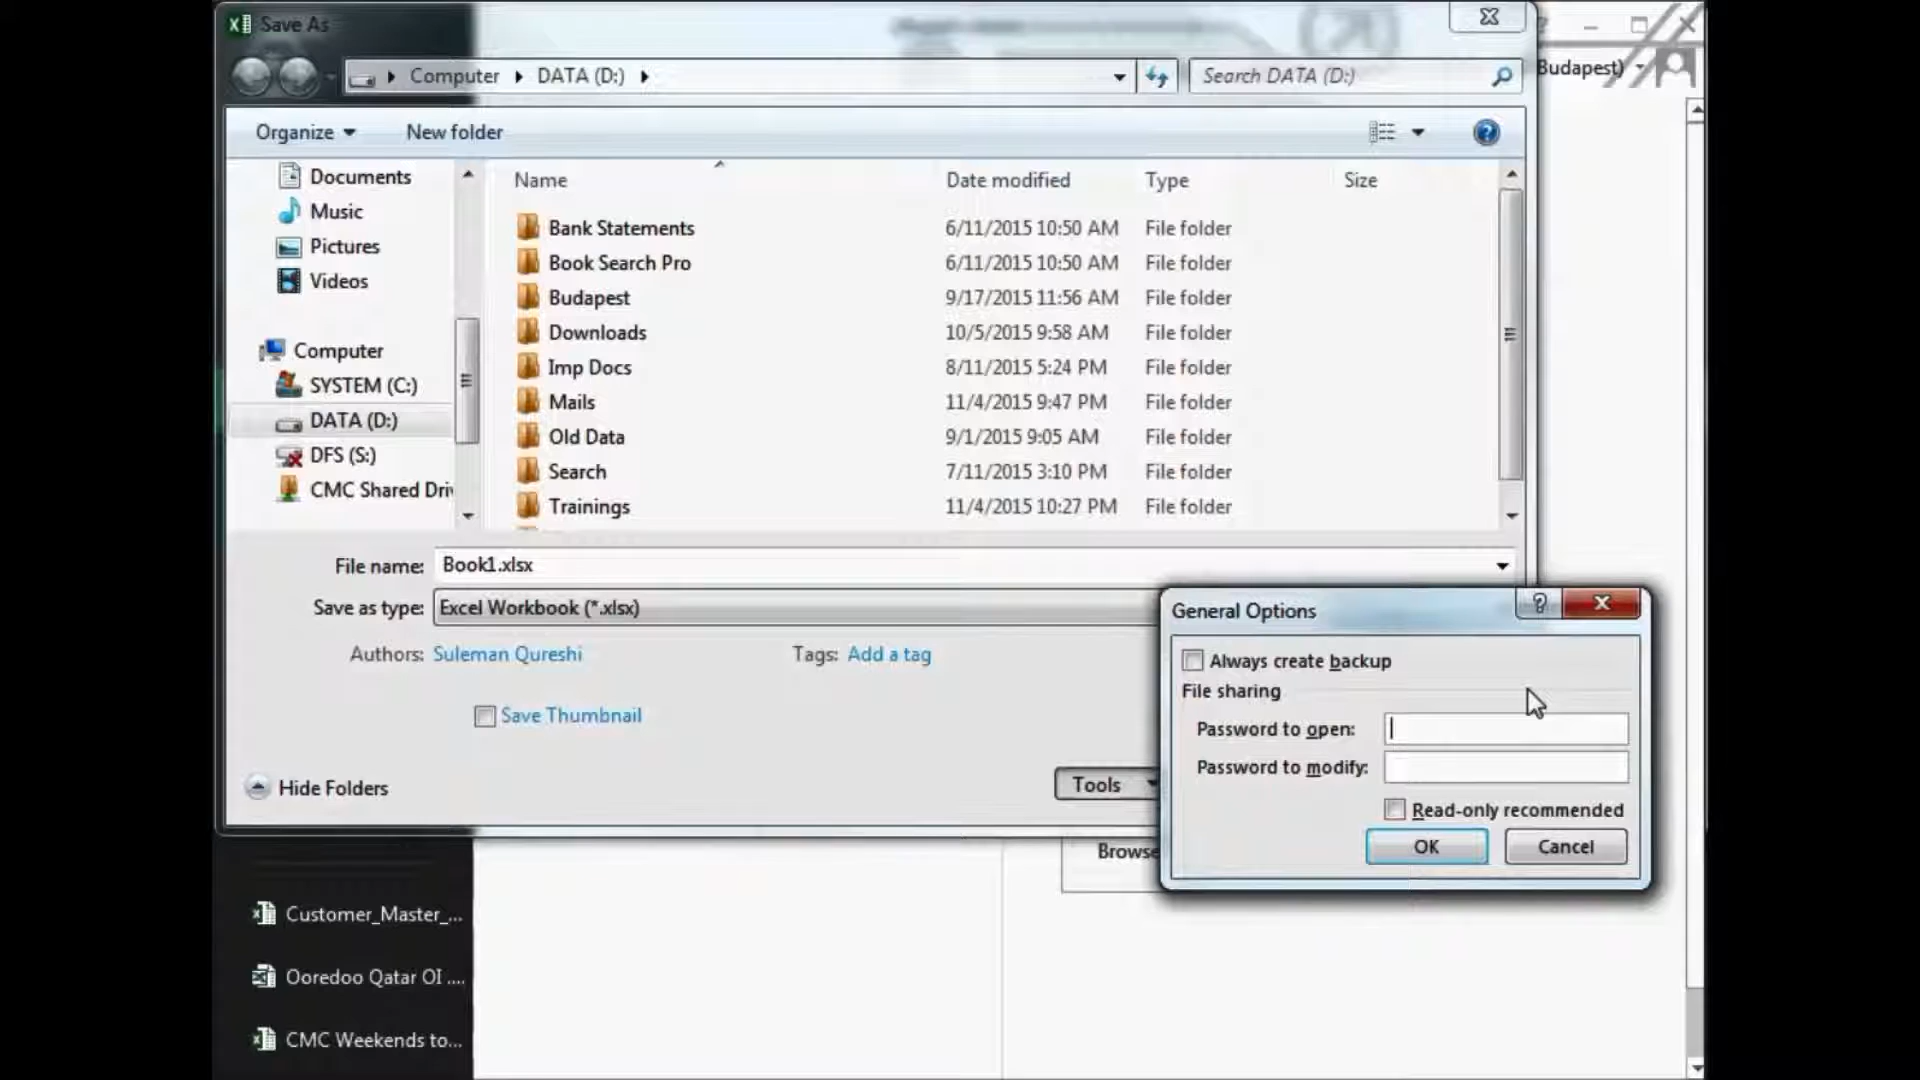 Save As
Computer DATA (D:) Search DATA (D:)
Budapest)
Organize New folder
Documents
Music
Pictures
Videos
Computer
SYSTEM (C:)
DATA (D:)
DFS (S:)
CMC Shared Dri
Name Date modified Type Size
Bank Statements 6/11/2015 10:50 AM File folder
Book Search Pro 6/11/2015 10:50 AM File folder
Budapest 9/17/2015 11:56 AM File folder
Downloads 10/5/2015 9:58 AM File folder
Imp Docs 8/11/2015 5:24 PM File folder
Mails 11/4/2015 9:47 PM File folder
Old Data 9/1/2015 9:05 AM File folder
Search 7/11/2015 3:10 PM File folder
Trainings 11/4/2015 10:27 PM File folder
File name: Book1.xlsx
Save as type: Excel Workbook (*.xlsx)
Authors: Suleman Qureshi Tags: Add a tag
Save Thumbnail
Hide Folders
Tools
General Options
Always create backup
File sharing
Password to open:
Password to modify:
Read-only recommended
OK Cancel
Browse
Customer_Master_...
Ooredoo Qatar OI ....
CMC Weekends to...